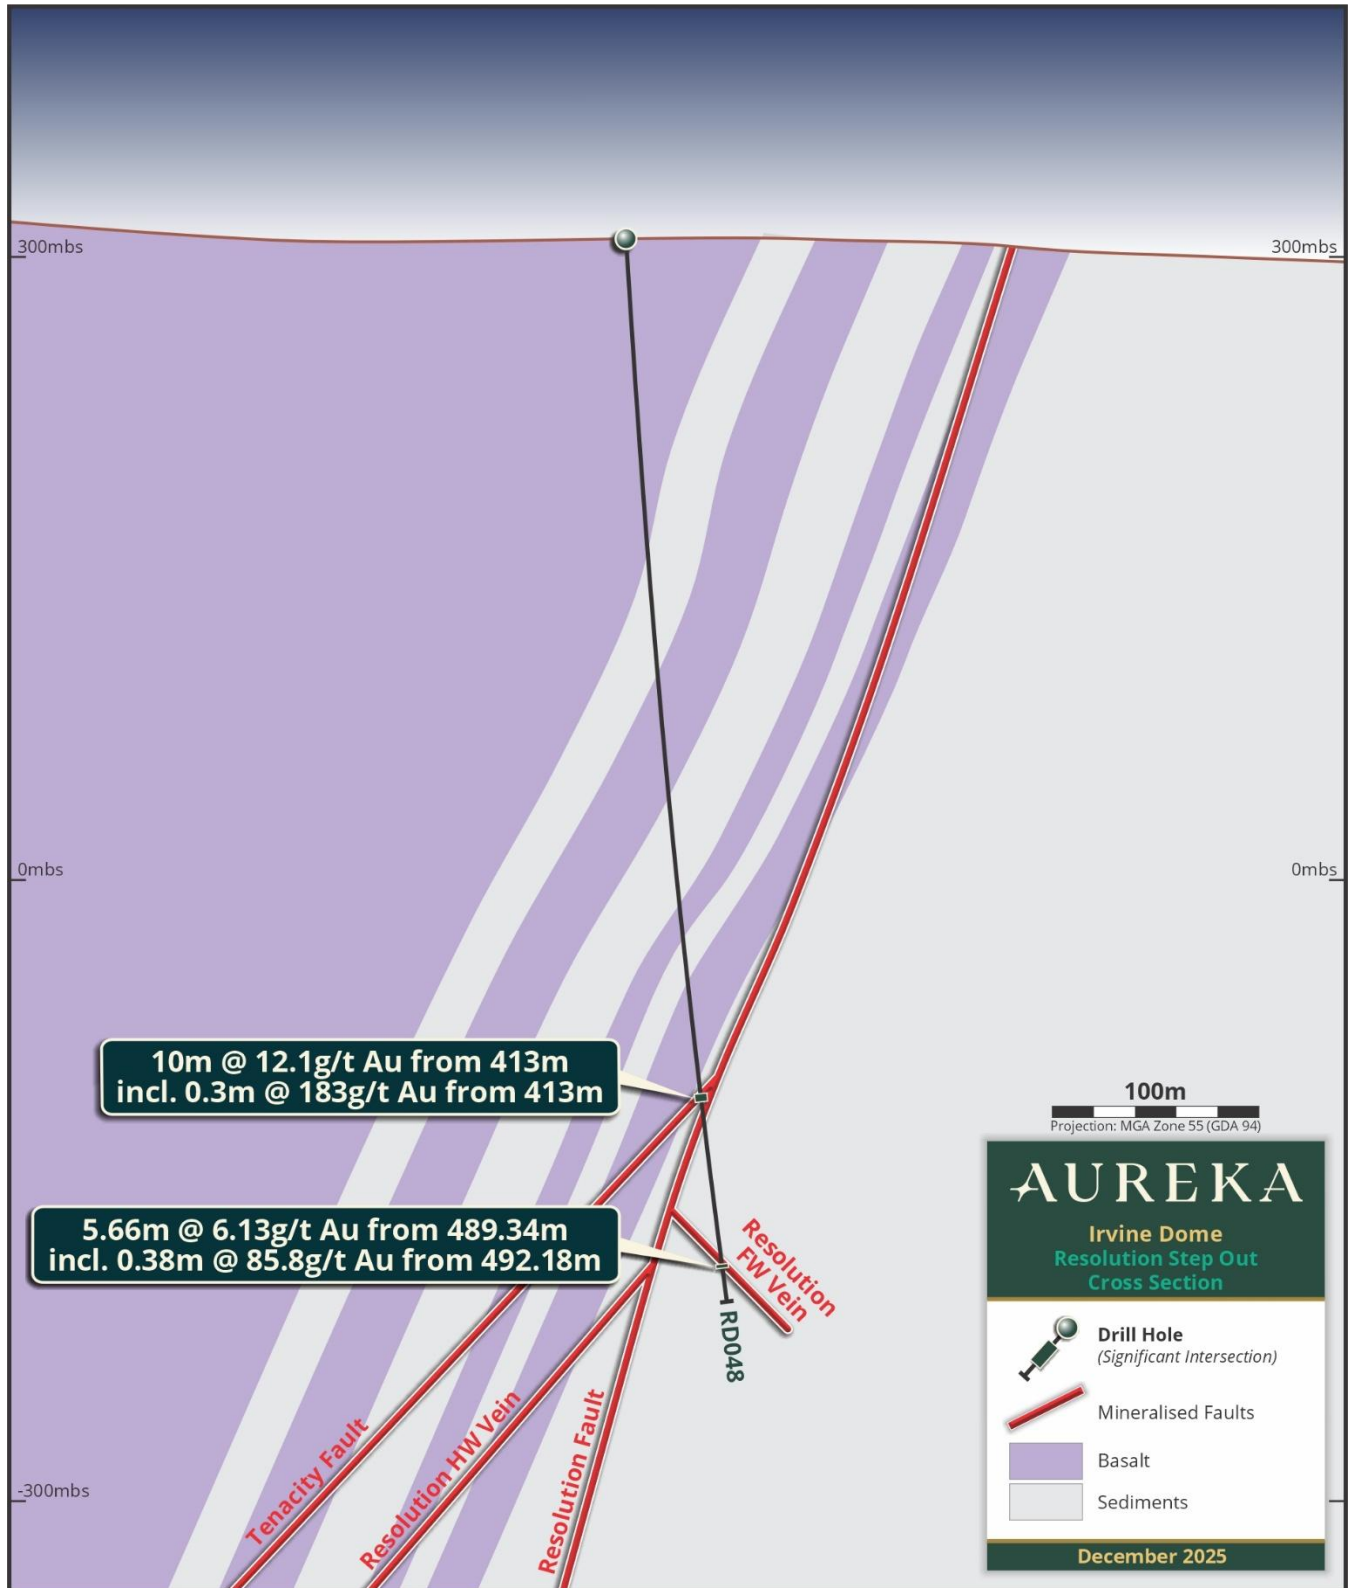 300mbs
300mbs
0mbs
0mbs
10m @ 12.1g/t Au from 413m
incl. 0.3m @ 183g/t Au from 413m
100m
Projection: MGA Zone 55 (GDA 94)
5.66m @ 6.13g/t Au from 489.34m
incl. 0.38m @ 85.8g/t Au from 492.18m
Resolution
FW Vein
RD048
Tenacity Fault
Resolution HW Vein
Resolution Fault
-300mbs
AUREKA
Irvine Dome
Resolution Step Out
Cross Section
Drill Hole
(Significant Intersection)
Mineralised Faults
Basalt
Sediments
December 2025